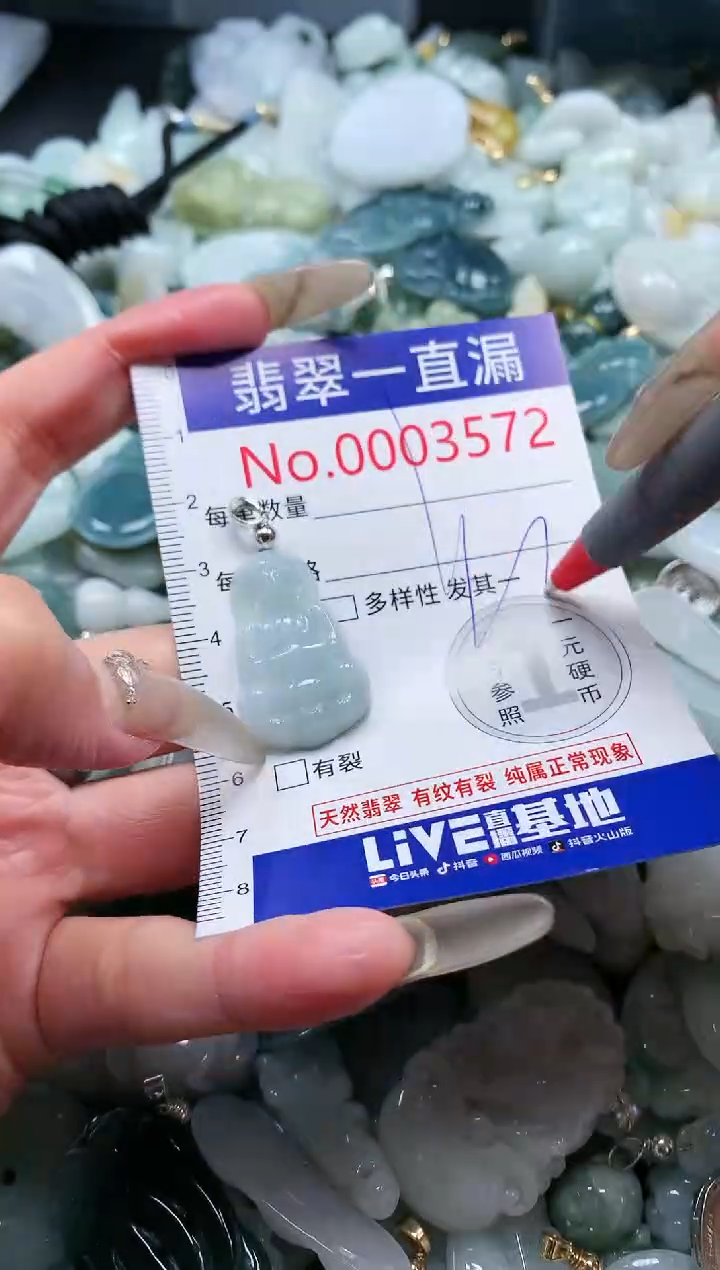 翡翠一直漏
No.0003572
0
1
2
每 数量
3
每 格
多样性 发其一
4
一元硬币
参照
5
有裂
6
天然翡翠 有纹有裂 纯属正常现象
7
LiVE直播基地
8
今日头条 抖音 西瓜视频 抖音火山版